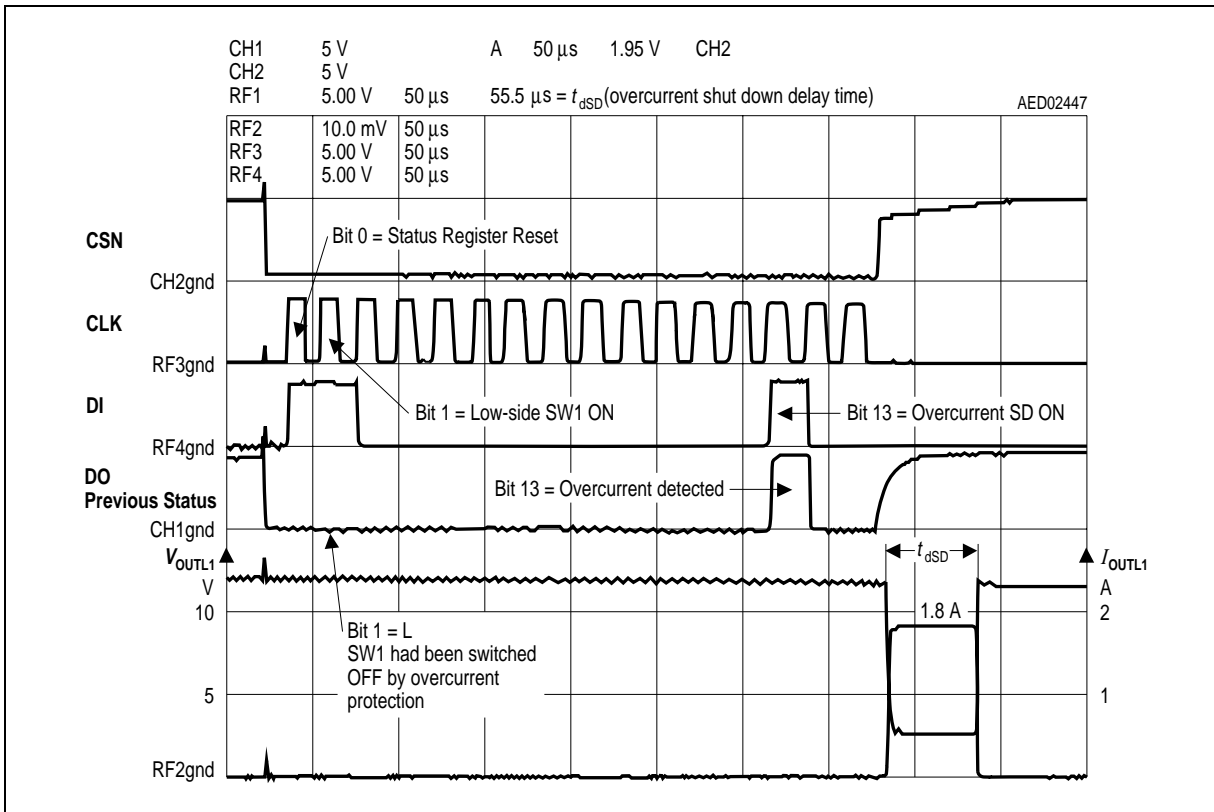 CH1 5 V A 50 µs 1.95 V CH2
CH2 5 V
RF1 5.00 V 50 µs 55.5 µs = tdSD (overcurrent shut down delay time)
AED02447
RF2 10.0 mV 50 µs
RF3 5.00 V 50 µs
RF4 5.00 V 50 µs
CSN
Bit 0 = Status Register Reset
CH2gnd
CLK
RF3gnd
DI
Bit 1 = Low-side SW1 ON
Bit 13 = Overcurrent SD ON
RF4gnd
DO
Previous Status
Bit 13 = Overcurrent detected
CH1gnd
VOUTL1
V
tdSD
IOUTL1
A
10
1.8 A
2
Bit 1 = L
SW1 had been switched
OFF by overcurrent
protection
5
1
RF2gnd